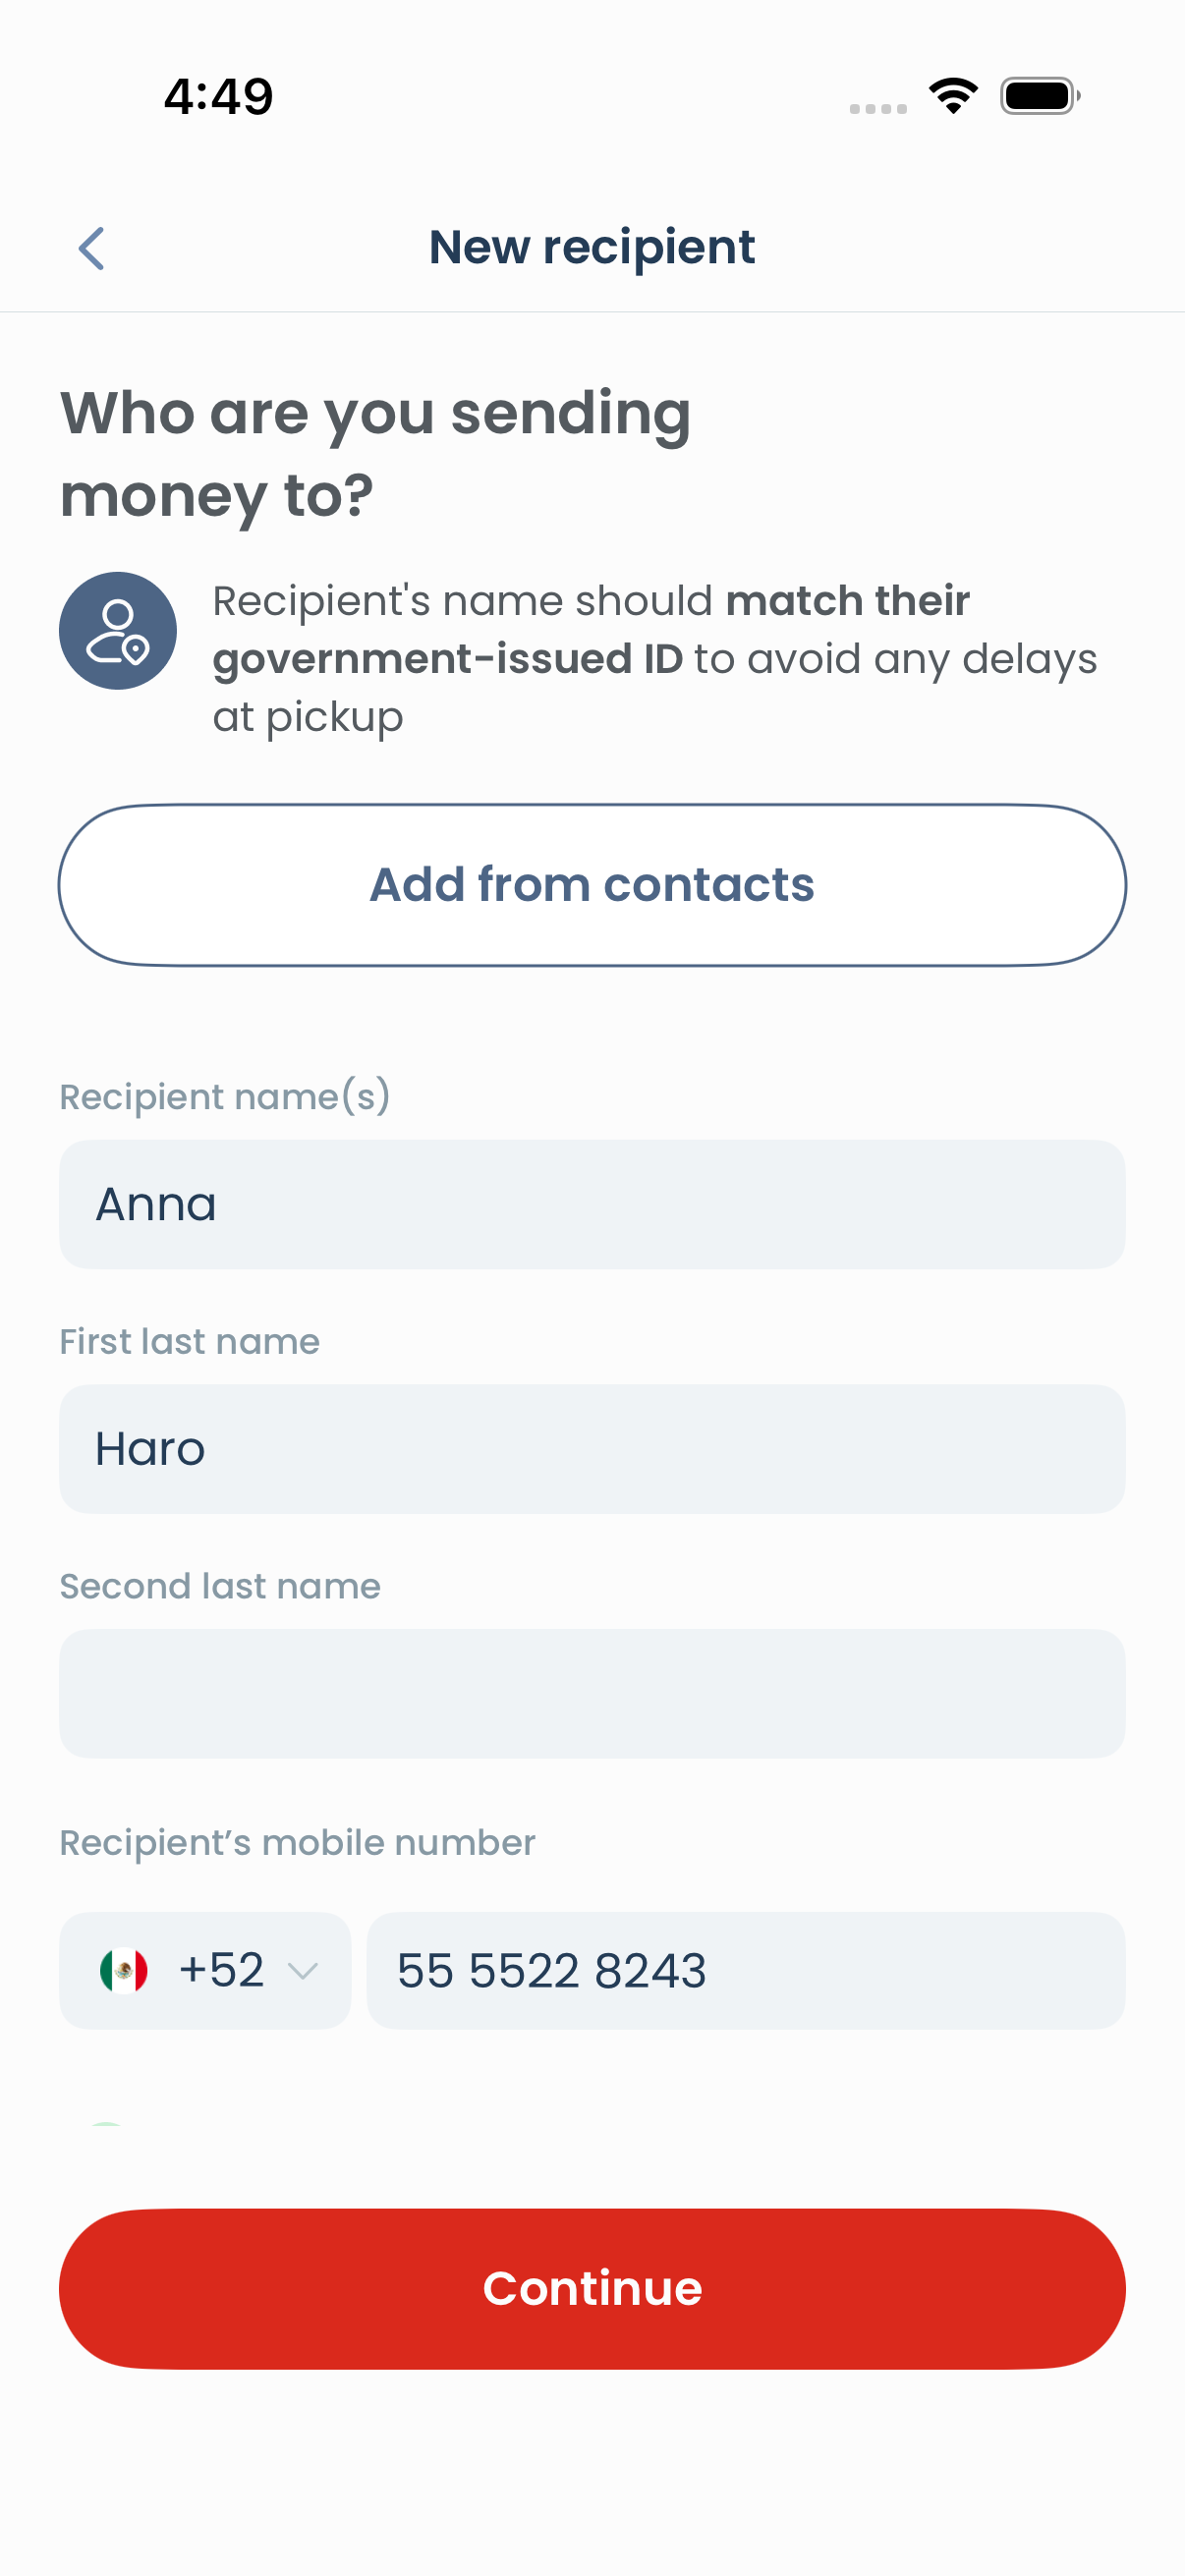 4:49
New recipient
Who are you sending
money to?
Recipient's name should match their
government-issued ID to avoid any delays
at pickup
Add from contacts
Recipient name(s)
Anna
First last name
Haro
Second last name
Recipient’s mobile number
+52
55 5522 8243
Continue